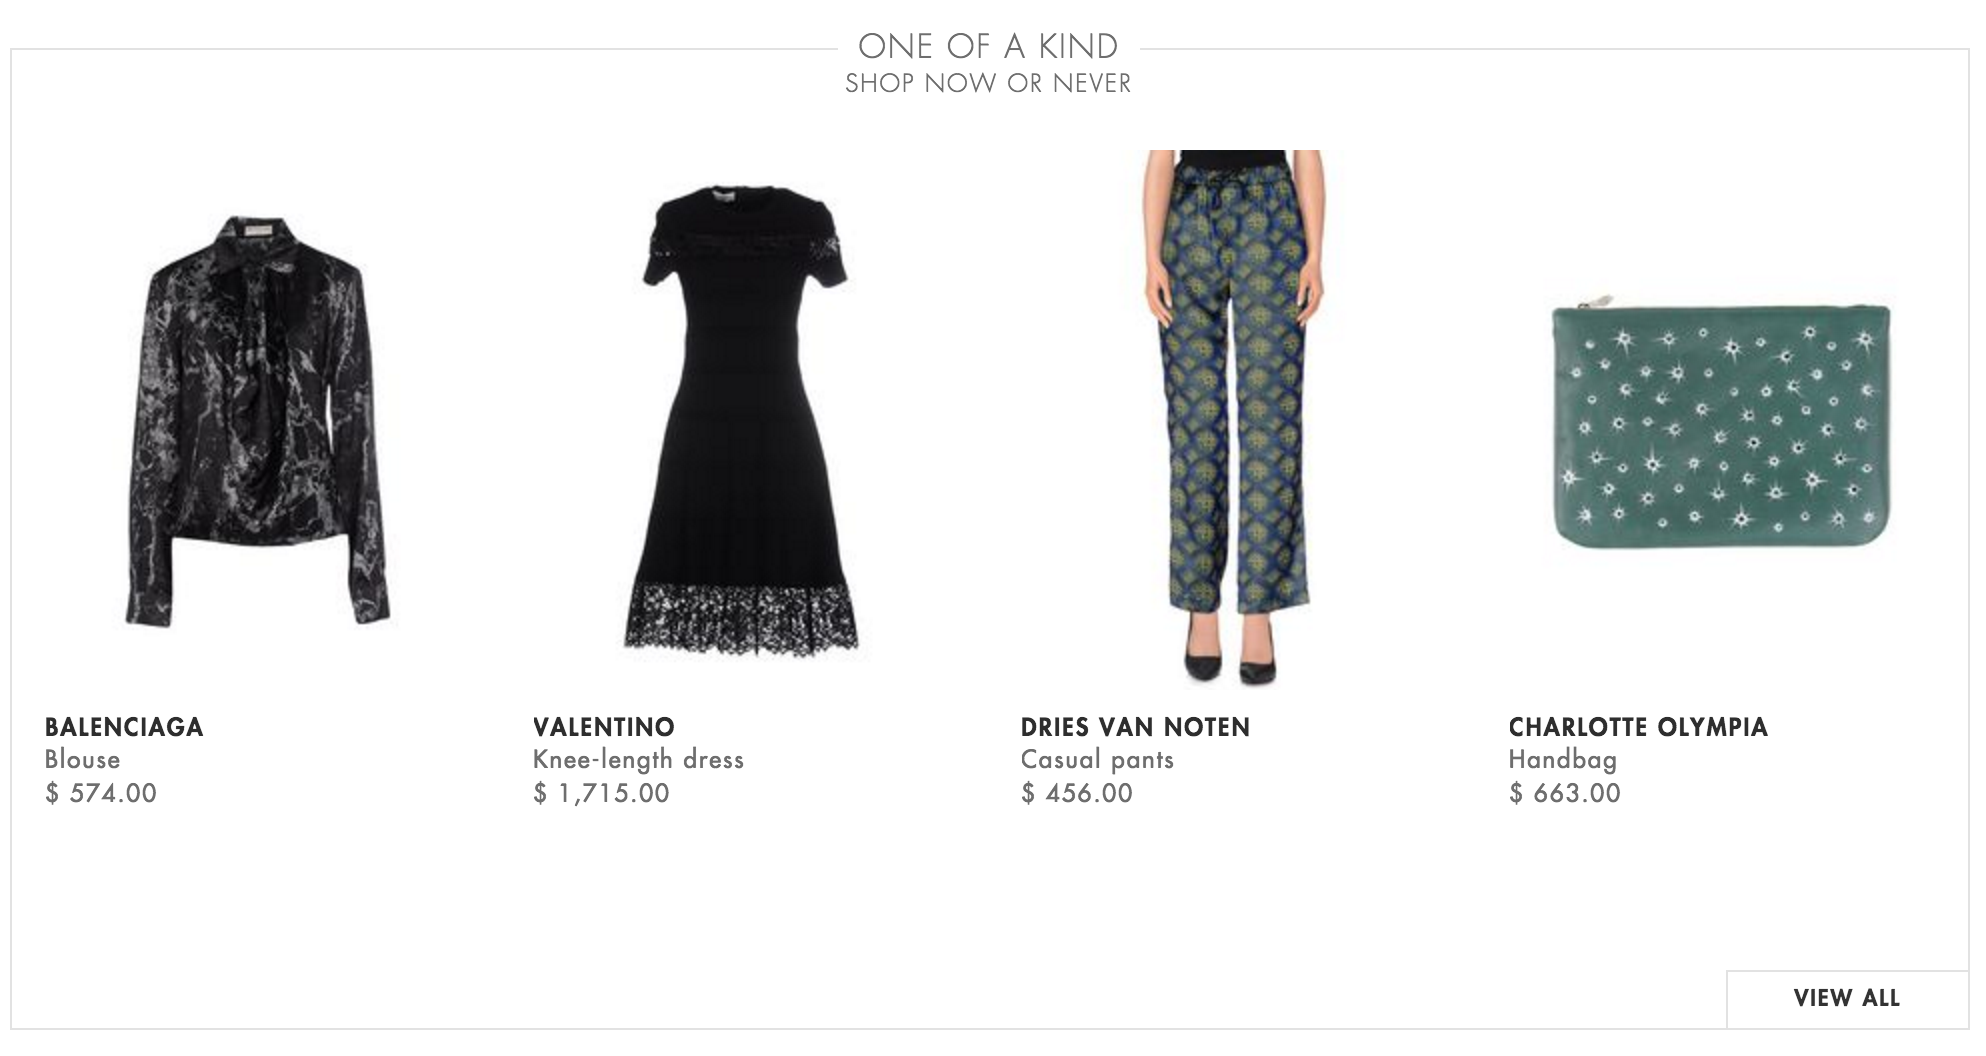 ONE OF A KIND
SHOP NOW OR NEVER
BALENCIAGA
Blouse
$ 574.00
VALENTINO
Knee-length dress
$ 1,715.00
DRIES VAN NOTEN
Casual pants
$ 456.00
CHARLOTTE OLYMPIA
Handbag
$ 663.00
VIEW ALL